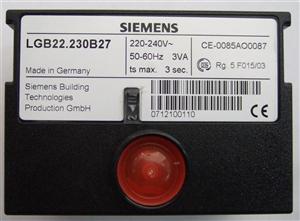 SIEMENS
LGB22.230B27
220-240V~
50-60Hz 3VA
ts max. 3 sec.
CE-0085AO0087
Rg. 5 F015/03
Made in Germany
Siemens Building
Technologies
Production GmbH
0712100110